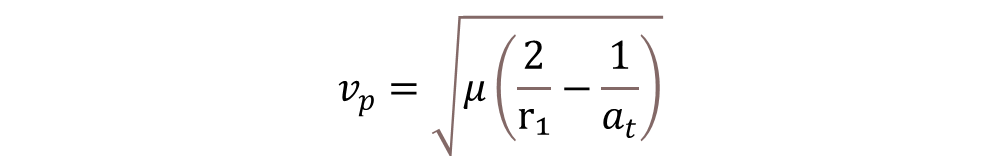 v_p = √(μ(2/r₁ − 1/a_t))